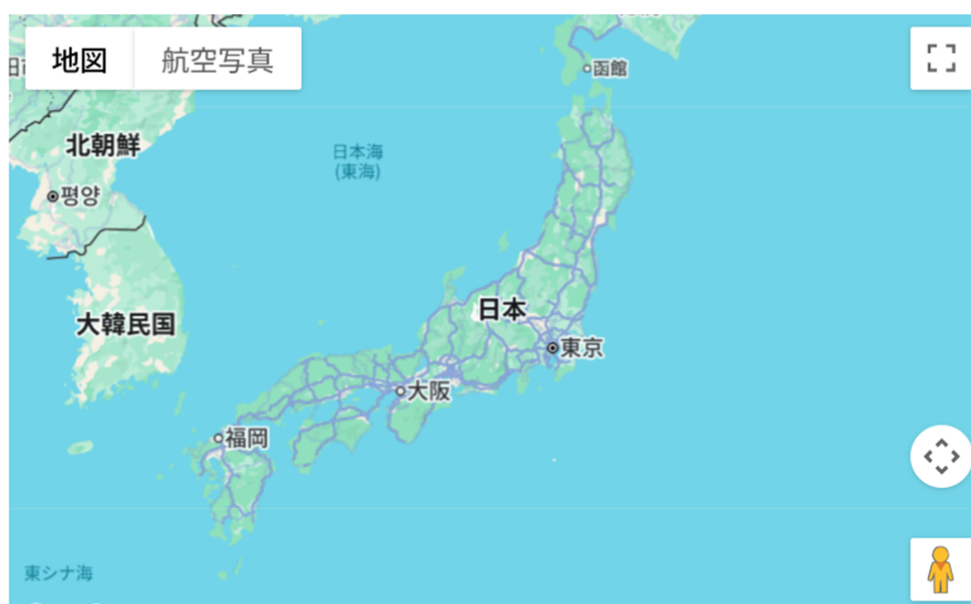 地図
航空写真
函館
北朝鮮
日本海
(東海)
평양
日本
大韓民国
東京
大阪
福岡
東シナ海